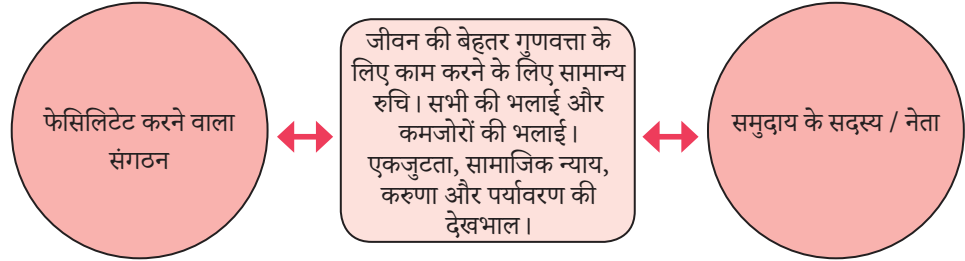 फेसिलिटेट करने वाला
संगठन
जीवन की बेहतर गुणवत्ता के
लिए काम करने के लिए सामान्य
रुचि। सभी की भलाई और
कमजोरों की भलाई।
एकजुटता, सामाजिक न्याय,
करुणा और पर्यावरण की
देखभाल।
समुदाय के सदस्य / नेता